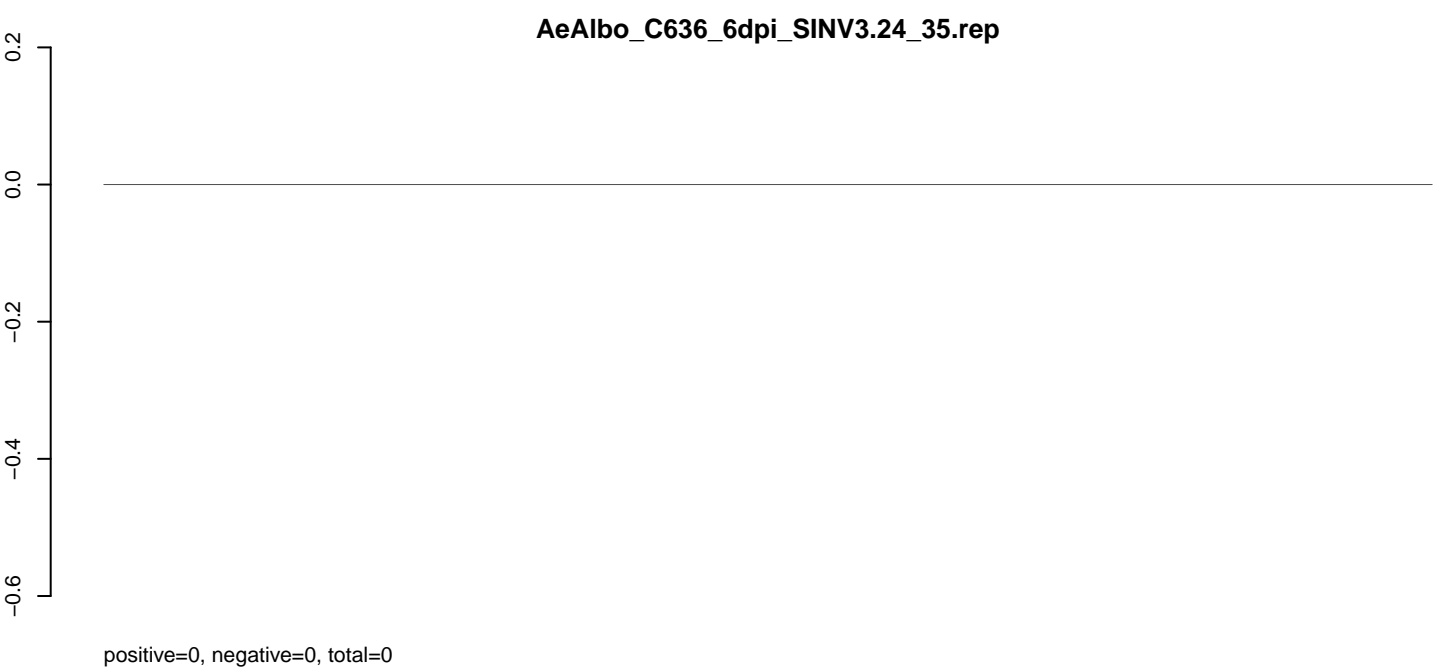 AeAlbo_C636_6dpi_SINV3.24_35.rep
0.2
0.0
−0.2
−0.4
−0.6
positive=0, negative=0, total=0